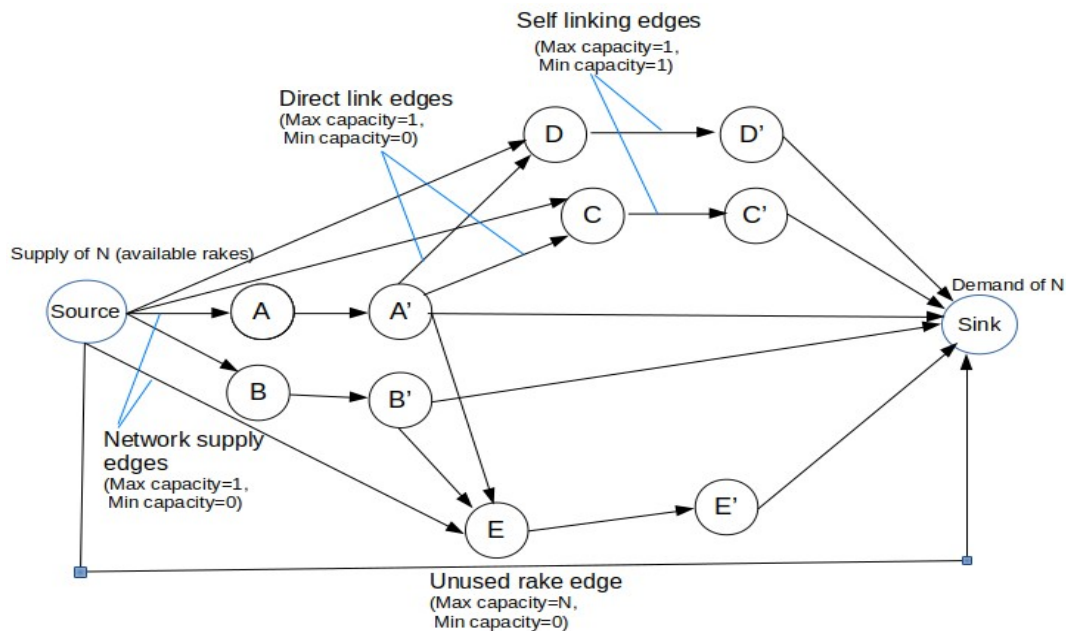 Self linking edges
(Max capacity=1,
Min capacity=1)
Direct link edges
(Max capacity=1,
Min capacity=0)
D
D'
C
C'
Supply of N (available rakes)
Demand of N
Source
A
A'
Sink
B
B'
Network supply
edges
(Max capacity=1,
Min capacity=0)
E
E'
Unused rake edge
(Max capacity=N,
Min capacity=0)